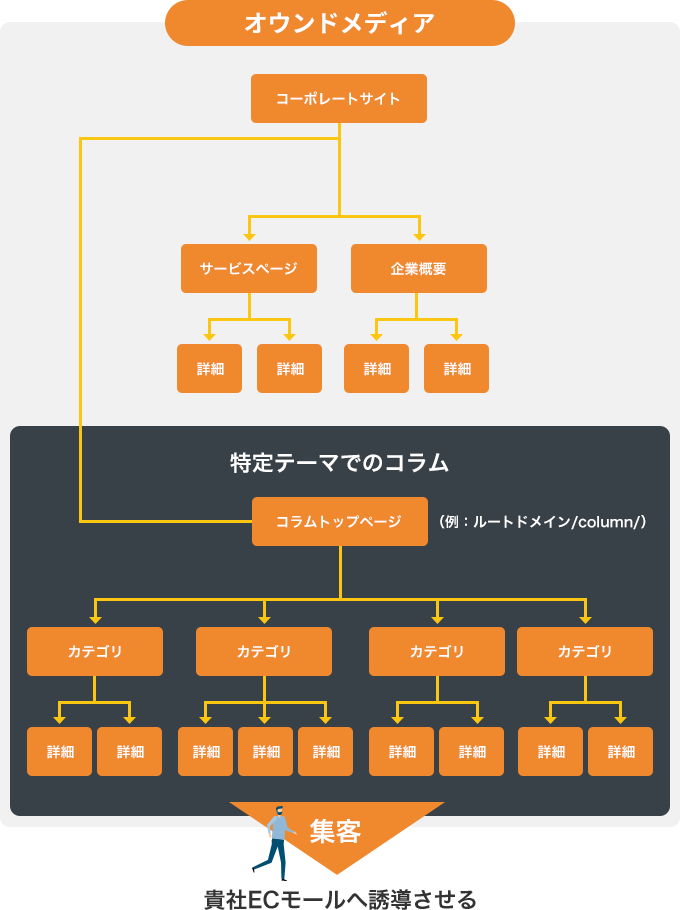 オウンドメディア
コーポレートサイト
サービスページ
企業概要
詳細
詳細
詳細
詳細
特定テーマでのコラム
コラムトップページ
（例：ルートドメイン/column/）
カテゴリ
カテゴリ
カテゴリ
カテゴリ
詳細
詳細
詳細
詳細
詳細
詳細
詳細
詳細
詳細
集客
貴社ECモールへ誘導させる